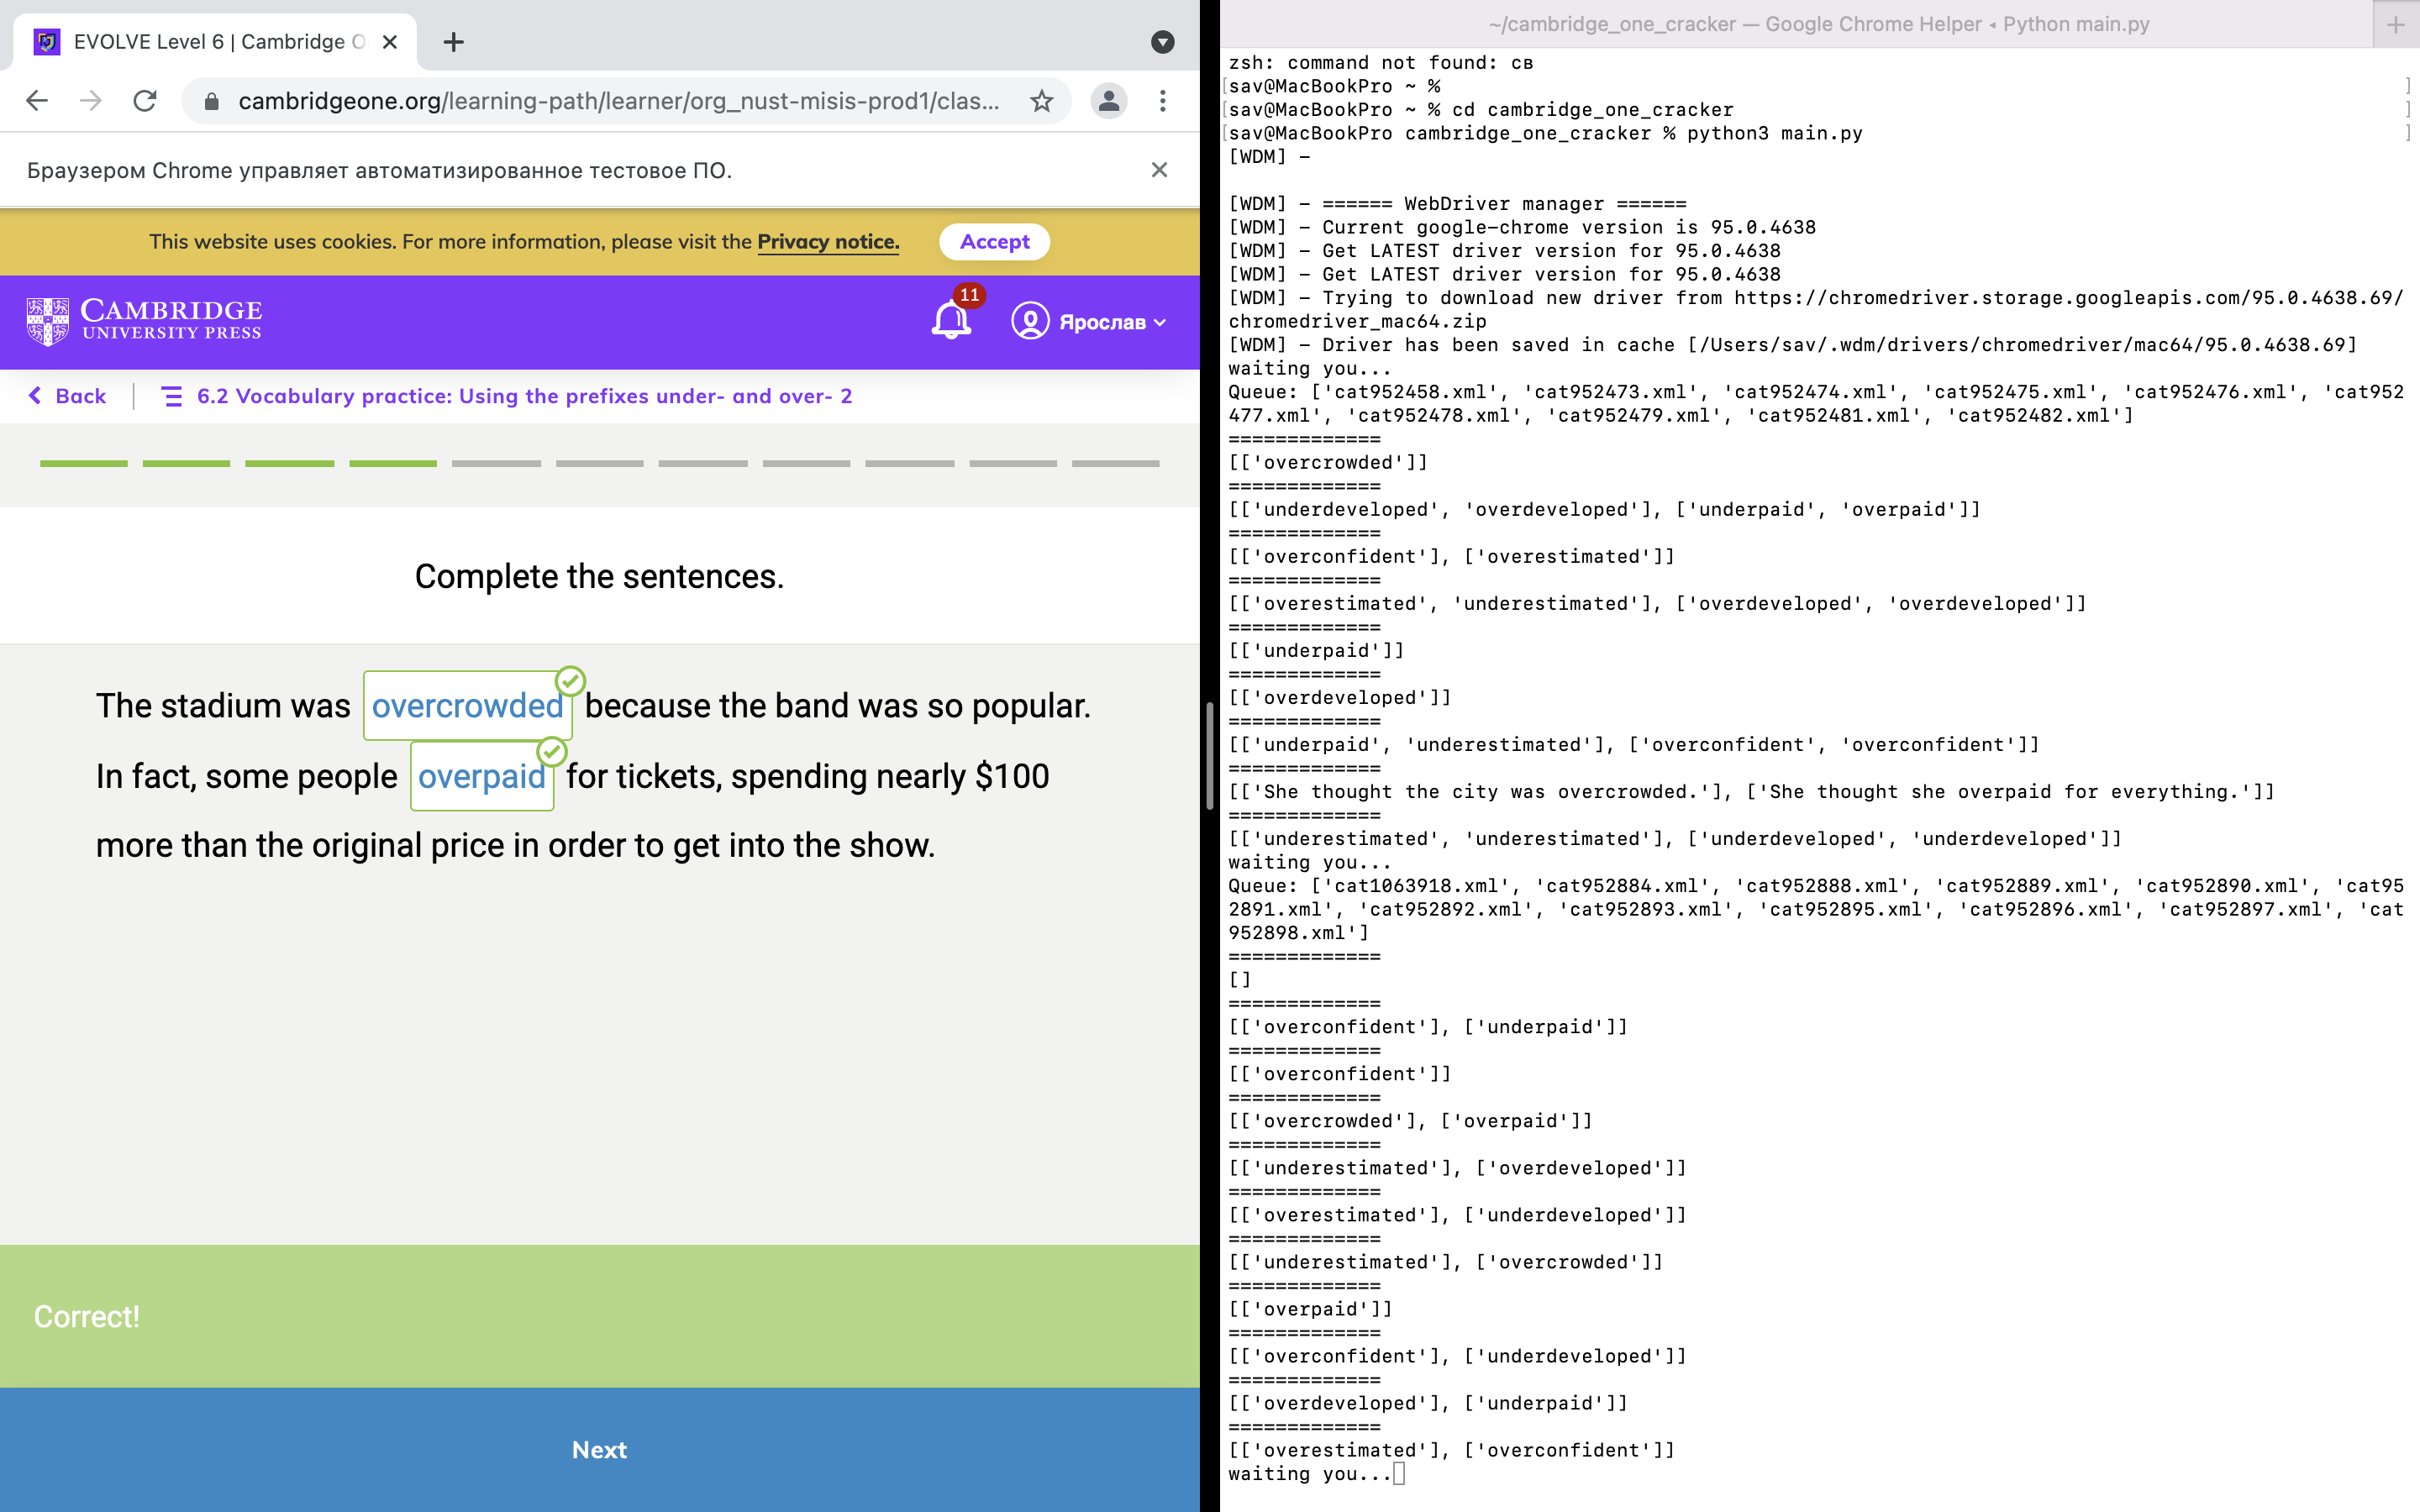 EVOLVE Level 6 | Cambridge O
cambridgeone.org/learning-path/learner/org_nust-misis-prod1/clas...
Браузером Chrome управляет автоматизированное тестовое ПО.
This website uses cookies. For more information, please visit the Privacy notice. Accept
CAMBRIDGE
UNIVERSITY PRESS
11
Ярослав
Back
6.2 Vocabulary practice: Using the prefixes under- and over- 2
Complete the sentences.
The stadium was overcrowded because the band was so popular.
In fact, some people overpaid for tickets, spending nearly $100
more than the original price in order to get into the show.
Correct!
Next
~/cambridge_one_cracker — Google Chrome Helper ◂ Python main.py
zsh: command not found: св
[sav@MacBookPro ~ % ]
[sav@MacBookPro ~ % cd cambridge_one_cracker ]
[sav@MacBookPro cambridge_one_cracker % python3 main.py ]
[WDM] -
[WDM] - ====== WebDriver manager ======
[WDM] - Current google-chrome version is 95.0.4638
[WDM] - Get LATEST driver version for 95.0.4638
[WDM] - Get LATEST driver version for 95.0.4638
[WDM] - Trying to download new driver from https://chromedriver.storage.googleapis.com/95.0.4638.69/
chromedriver_mac64.zip
[WDM] - Driver has been saved in cache [/Users/sav/.wdm/drivers/chromedriver/mac64/95.0.4638.69]
waiting you...
Queue: ['cat952458.xml', 'cat952473.xml', 'cat952474.xml', 'cat952475.xml', 'cat952476.xml', 'cat952
477.xml', 'cat952478.xml', 'cat952479.xml', 'cat952481.xml', 'cat952482.xml']
=============
[['overcrowded']]
=============
[['underdeveloped', 'overdeveloped'], ['underpaid', 'overpaid']]
=============
[['overconfident'], ['overestimated']]
=============
[['overestimated', 'underestimated'], ['overdeveloped', 'overdeveloped']]
=============
[['underpaid']]
=============
[['overdeveloped']]
=============
[['underpaid', 'underestimated'], ['overconfident', 'overconfident']]
=============
[['She thought the city was overcrowded.'], ['She thought she overpaid for everything.']]
=============
[['underestimated', 'underestimated'], ['underdeveloped', 'underdeveloped']]
waiting you...
Queue: ['cat1063918.xml', 'cat952884.xml', 'cat952888.xml', 'cat952889.xml', 'cat952890.xml', 'cat95
2891.xml', 'cat952892.xml', 'cat952893.xml', 'cat952895.xml', 'cat952896.xml', 'cat952897.xml', 'cat
952898.xml']
=============
[]
=============
[['overconfident'], ['underpaid']]
=============
[['overconfident']]
=============
[['overcrowded'], ['overpaid']]
=============
[['underestimated'], ['overdeveloped']]
=============
[['overestimated'], ['underdeveloped']]
=============
[['underestimated'], ['overcrowded']]
=============
[['overpaid']]
=============
[['overconfident'], ['underdeveloped']]
=============
[['overdeveloped'], ['underpaid']]
=============
[['overestimated'], ['overconfident']]
waiting you...